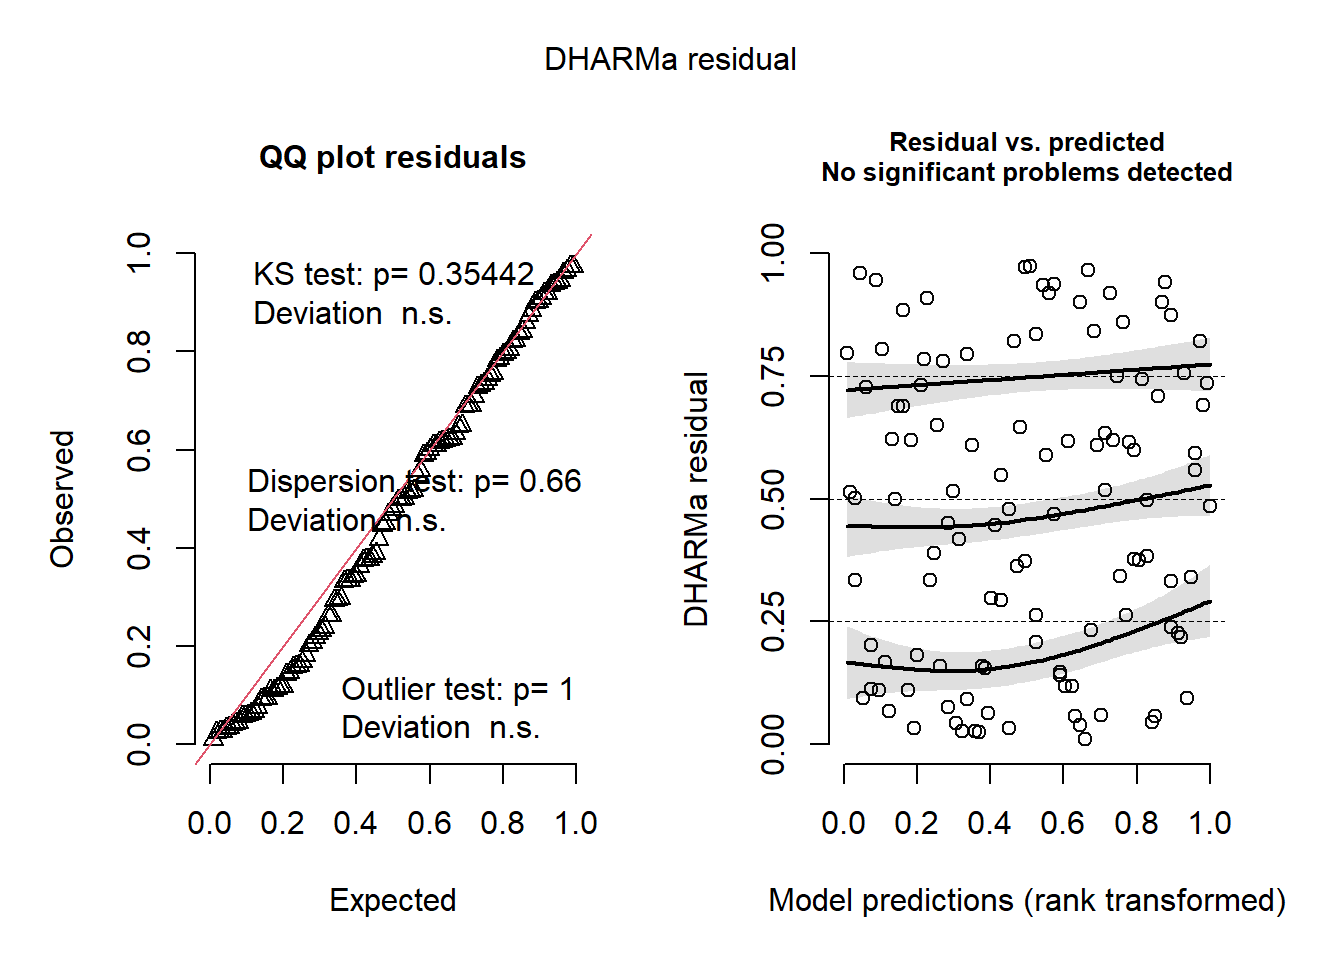 DHARMa residual
QQ plot residuals
KS test: p= 0.35442
Deviation  n.s.
Dispersion test: p= 0.66
Deviation  n.s.
Outlier test: p= 1
Deviation  n.s.
Observed
0.0 0.2 0.4 0.6 0.8 1.0
0.0 0.2 0.4 0.6 0.8 1.0
Expected
Residual vs. predicted
No significant problems detected
DHARMa residual
0.00 0.25 0.50 0.75 1.00
0.0 0.2 0.4 0.6 0.8 1.0
Model predictions (rank transformed)